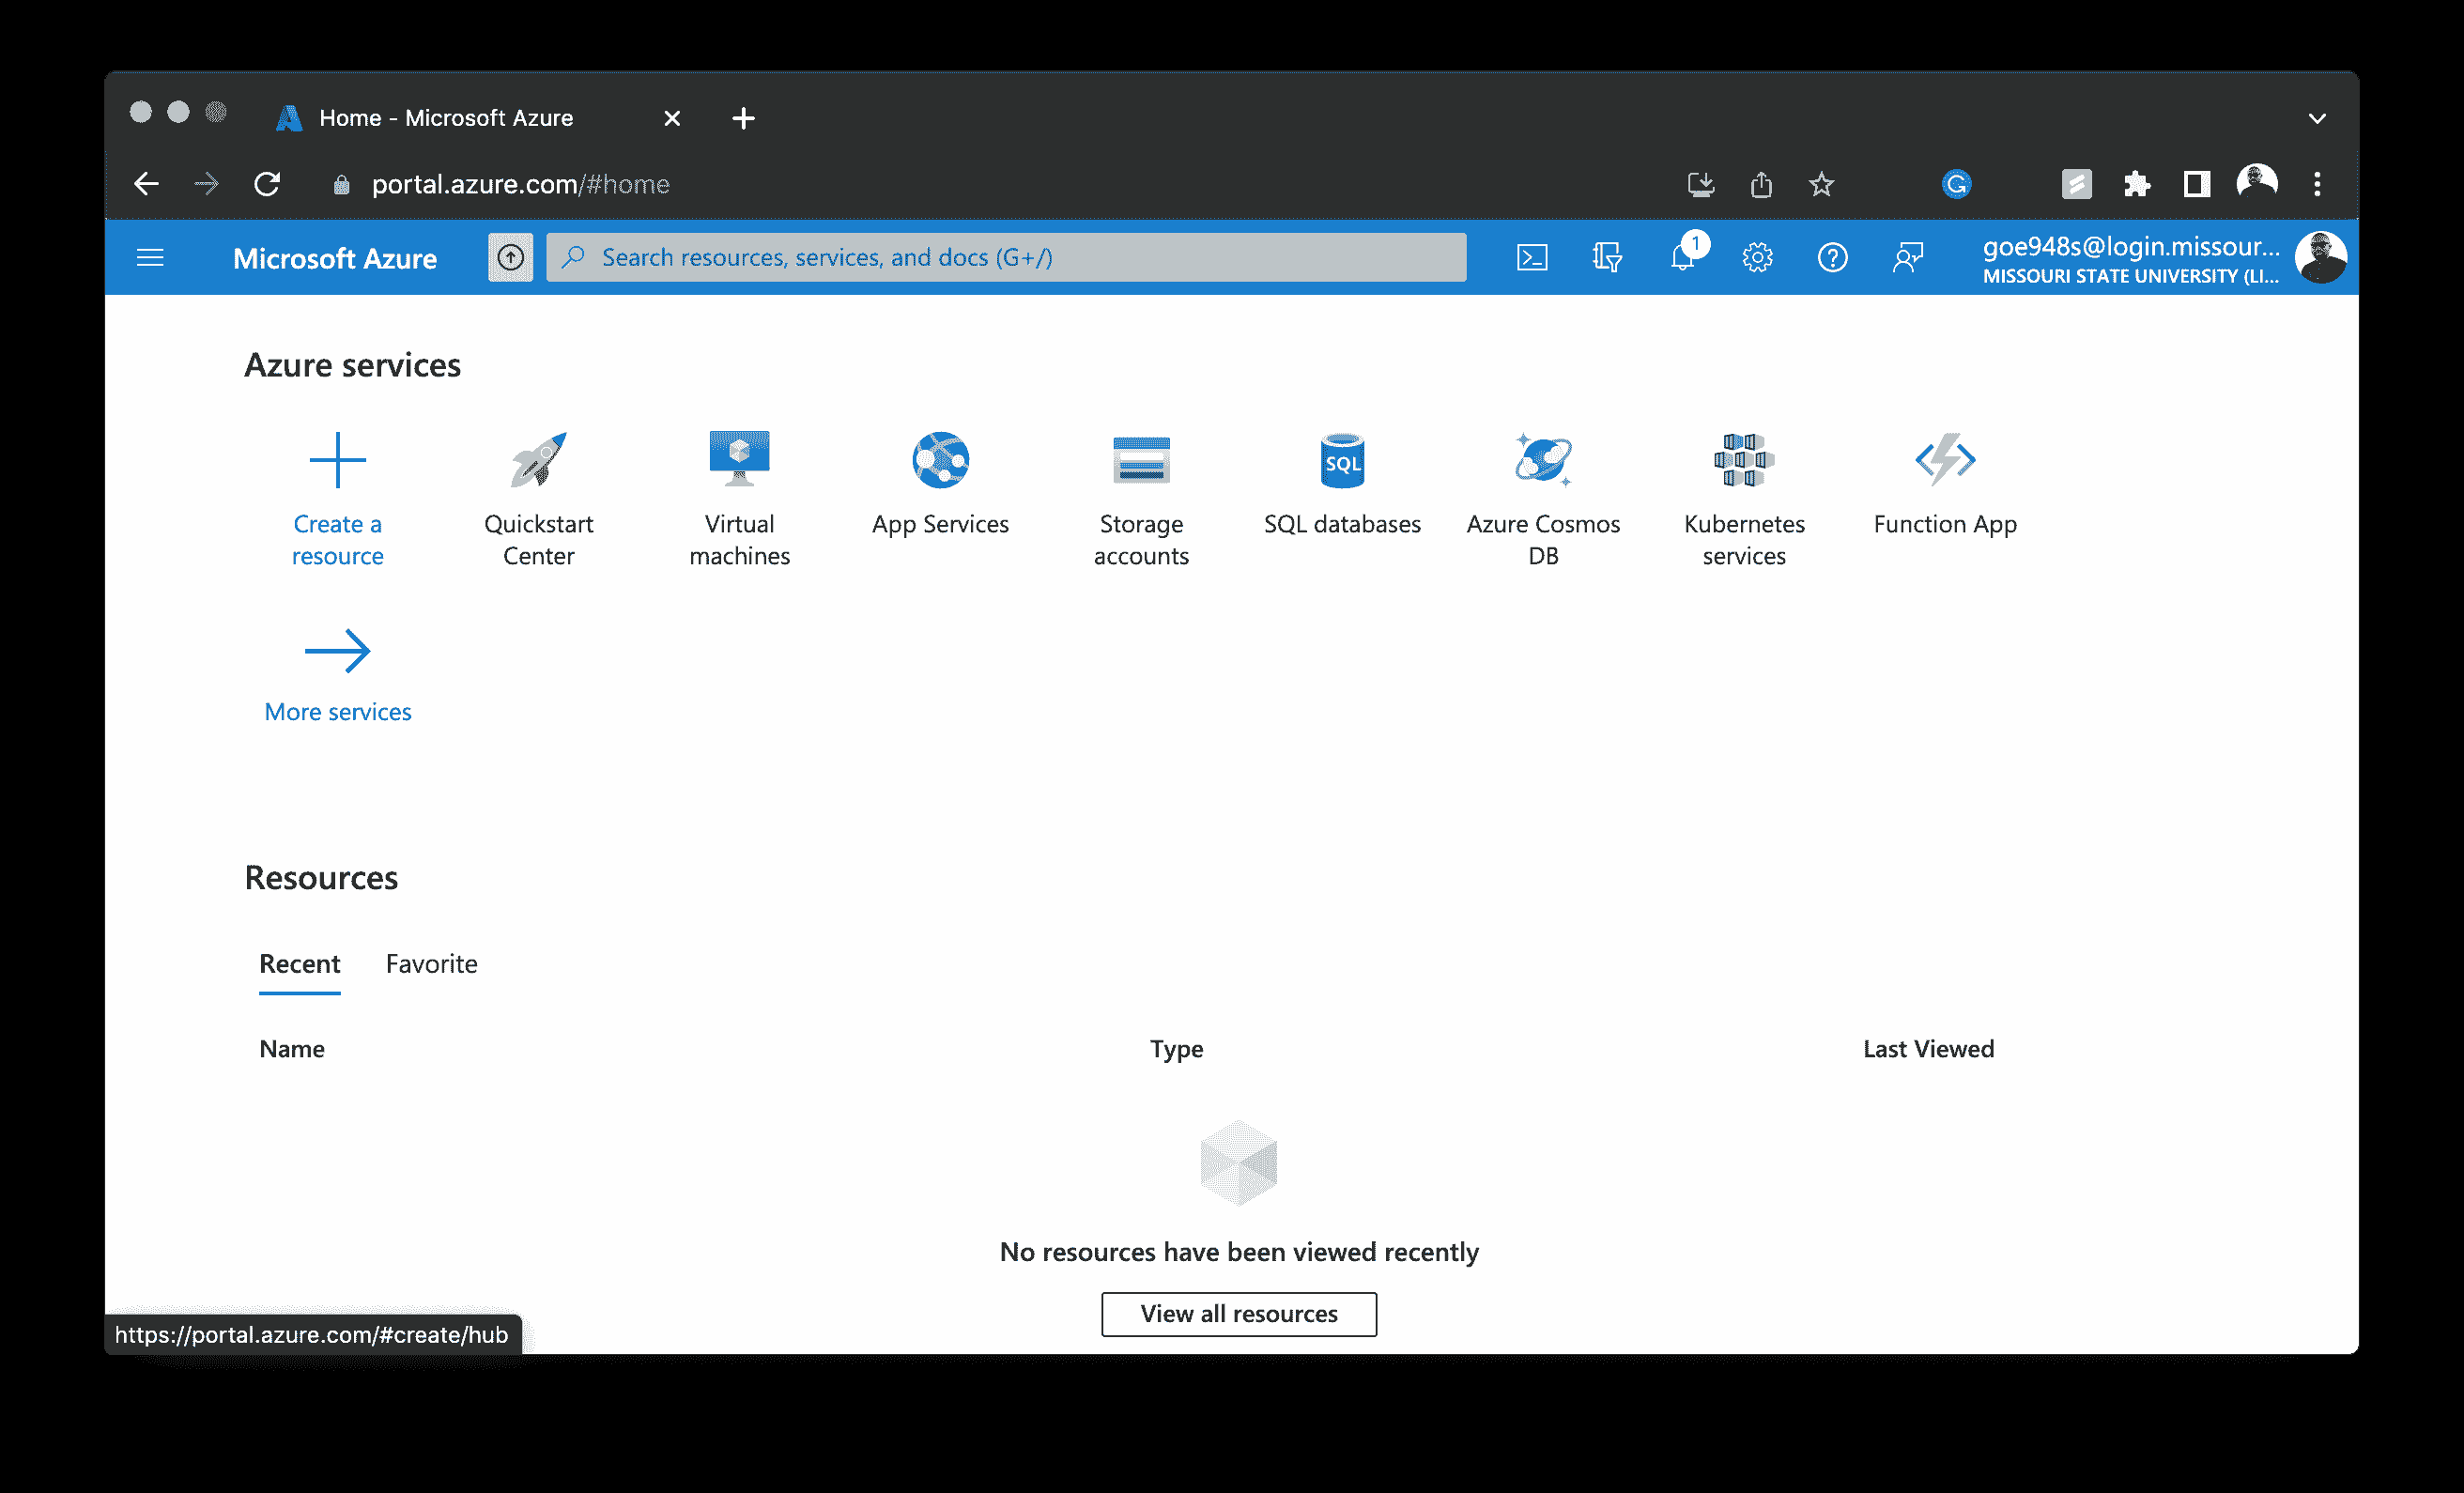 Home - Microsoft Azure
portal.azure.com/#home
Microsoft Azure
Search resources, services, and docs (G+/)
1
goe948s@login.missour...
MISSOURI STATE UNIVERSITY (LI...
Azure services
Create a
resource
Quickstart
Center
Virtual
machines
App Services
Storage
accounts
SQL
SQL databases
Azure Cosmos
DB
Kubernetes
services
Function App
More services
Resources
Recent
Favorite
Name
Type
Last Viewed
No resources have been viewed recently
View all resources
https://portal.azure.com/#create/hub